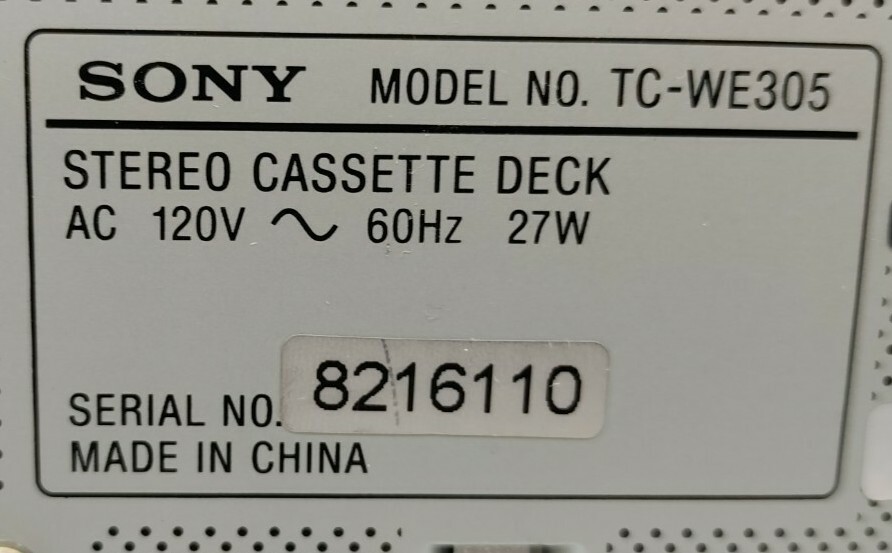 SONY MODEL NO. TC-WE305
STEREO CASSETTE DECK
AC 120V ~ 60Hz 27W
SERIAL NO. 8216110
MADE IN CHINA